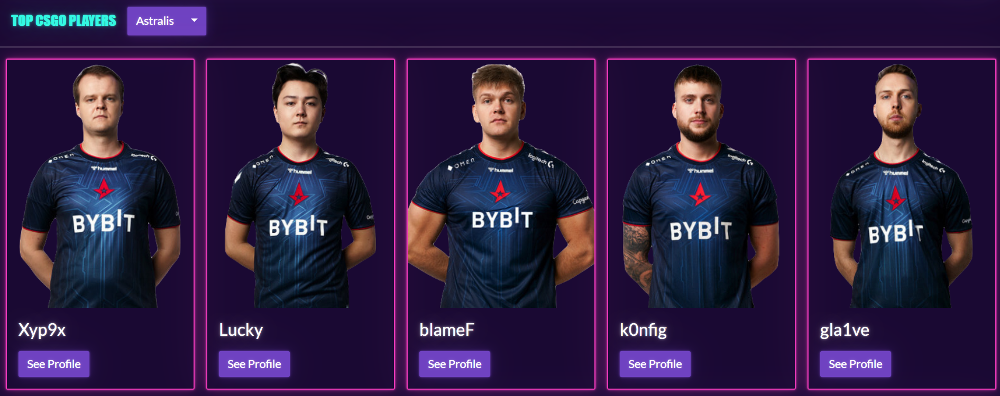 TOP CSGO PLAYERS
Astralis
OMEN
logitech G
hummel
BYBIT
OMEN
logitech G
hummel
BYBIT
OMEN
logitech G
hummel
BYBIT
OMEN
logitech G
hummel
BYBIT
OMEN
logitech G
hummel
BYBIT
Xyp9x
Lucky
blameF
k0nfig
gla1ve
See Profile
See Profile
See Profile
See Profile
See Profile